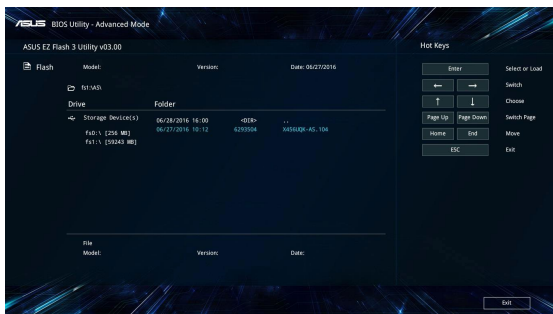 ASUS BIOS Utility - Advanced Mode
ASUS EZ Flash 3 Utility v03.00
Flash Model: Version: Date: 06/27/2016
fs1:\AS\
Drive Folder
Storage Device(s) 06/28/2016 16:00 <DIR> ..
06/27/2016 10:12 6293504 X456UQK-AS.104
fs0:\ [256 MB]
fs1:\ [59243 MB]
File
Model: Version: Date:
Hot Keys
Enter Select or Load
← → Switch
↑ ↓ Choose
Page Up Page Down Switch Page
Home End Move
ESC Exit
Exit